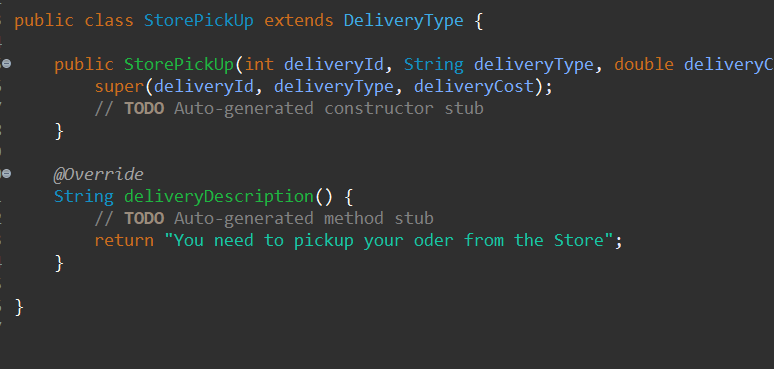 public class StorePickUp extends DeliveryType {
public StorePickUp(int deliveryId, String deliveryType, double deliveryC
super(deliveryId, deliveryType, deliveryCost);
// TODO Auto-generated constructor stub
}
@Override
String deliveryDescription() {
// TODO Auto-generated method stub
return "You need to pickup your oder from the Store";
}
}